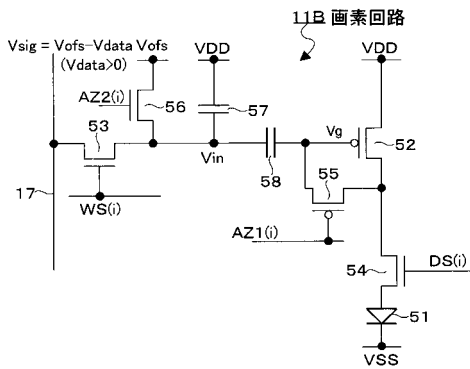 11B 画素回路
Vsig = Vofs-Vdata Vofs
(Vdata>0)
VDD
VDD
AZ2(i)
56
57
53
Vin
58
Vg
52
55
17
WS(i)
AZ1(i)
54
DS(i)
51
VSS